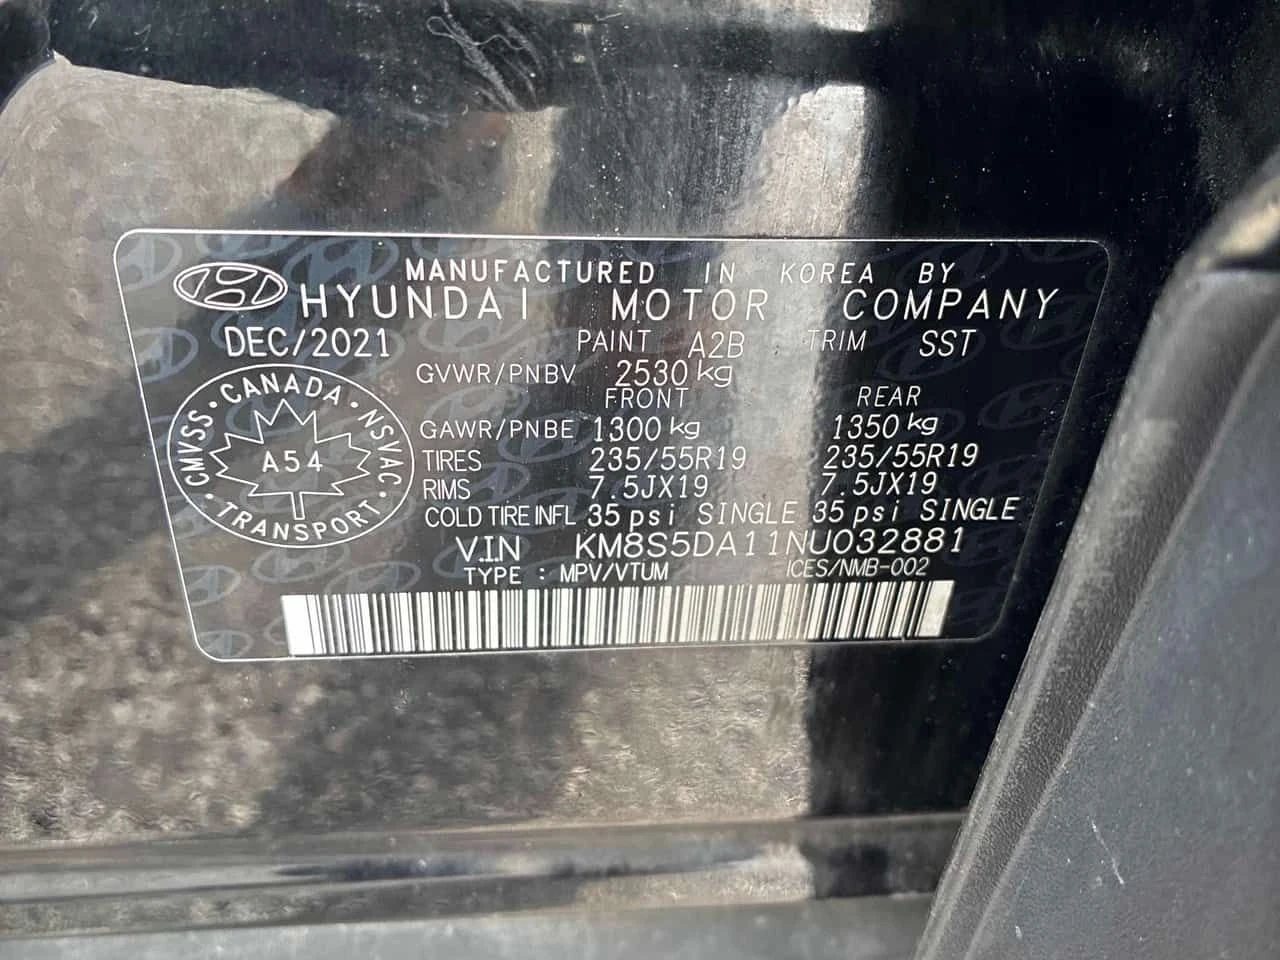 MANUFACTURED IN KOREA BY
HYUNDAI MOTOR COMPANY
DEC/2021 PAINT A2B TRIM SST
GVWR/PNBV 2530 kg
FRONT REAR
GAWR/PNBE 1300 kg 1350 kg
TIRES 235/55R19 235/55R19
RIMS 7.5JX19 7.5JX19
COLD TIRE INFL 35 psi SINGLE 35 psi SINGLE
V.I.N KM8S5DA11NU032881
TYPE : MPV/VTUM ICES/NMB-002
CMVSS · CANADA · NSVAC · TRANSPORT ·
A54